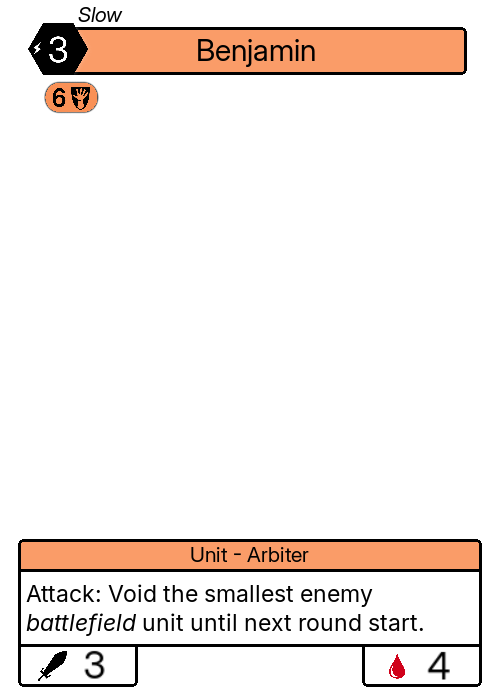 Slow
3
Benjamin
6
Unit - Arbiter
Attack: Void the smallest enemy
battlefield unit until next round start.
3
4